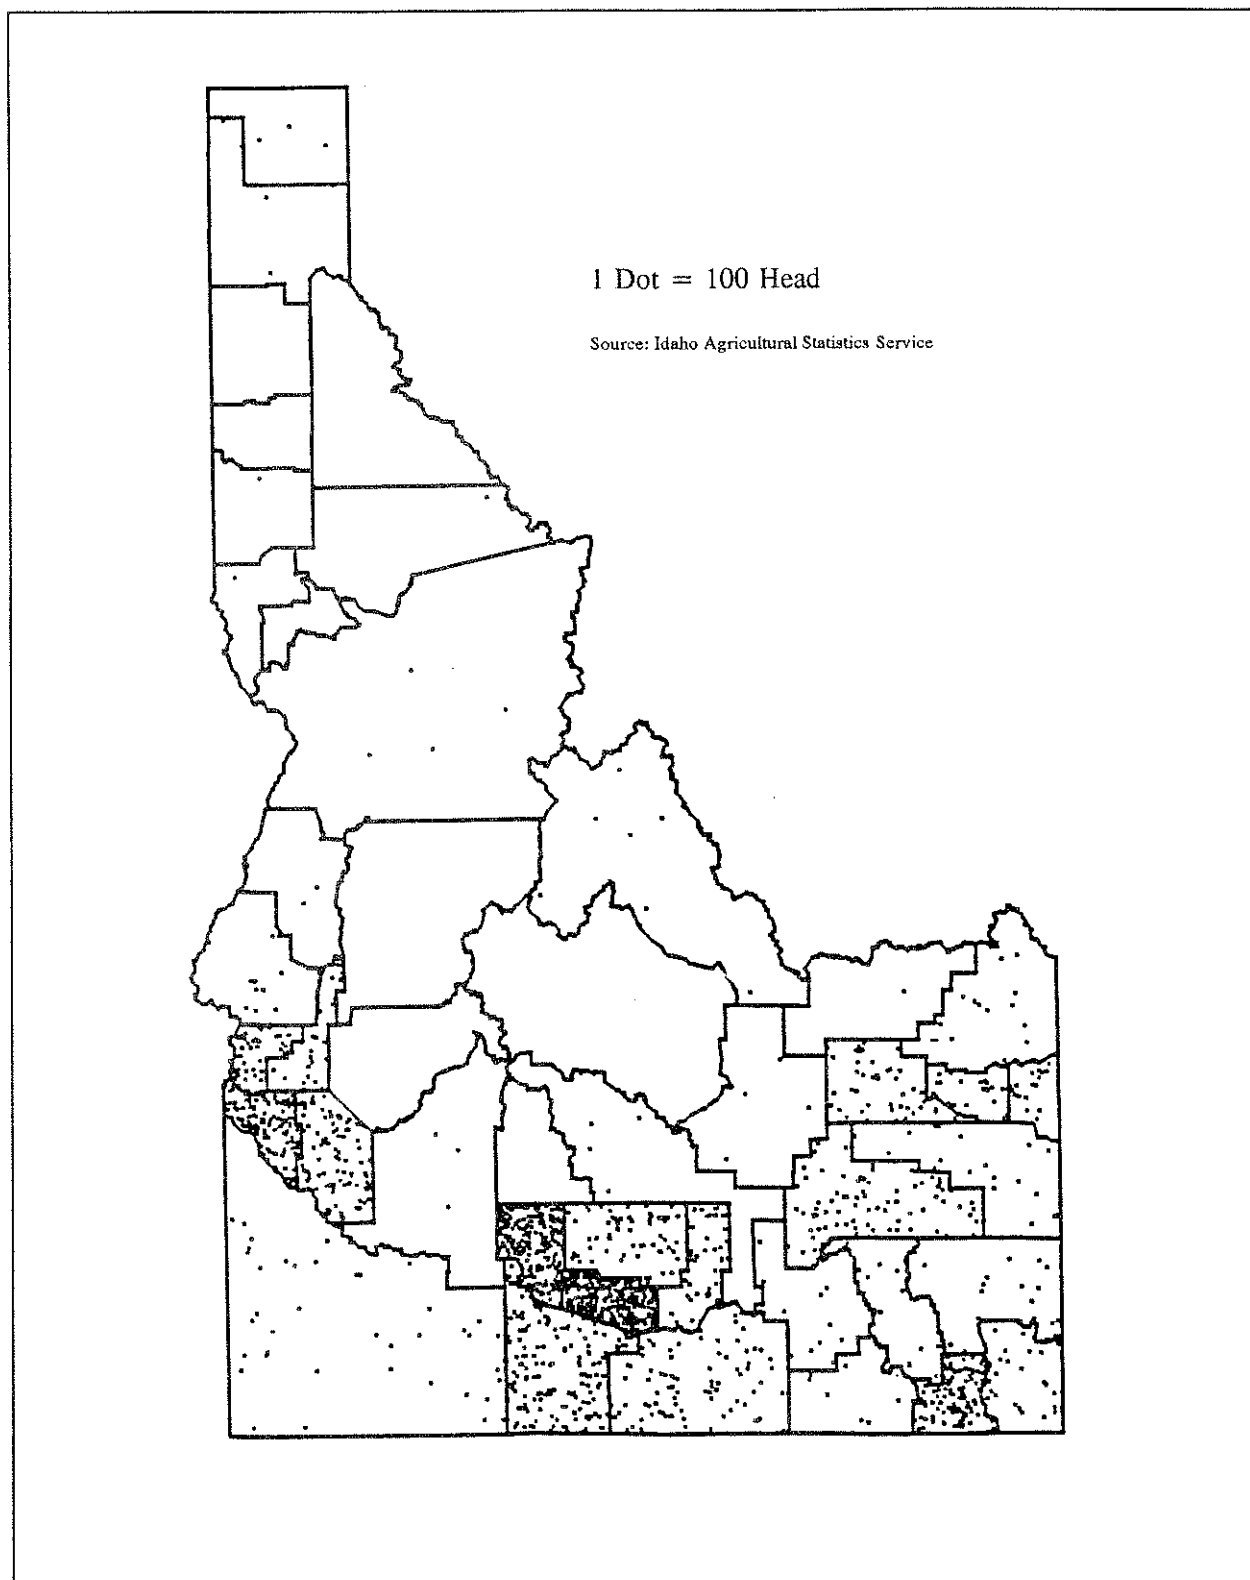 1 Dot = 100 Head
Source: Idaho Agricultural Statistics Service